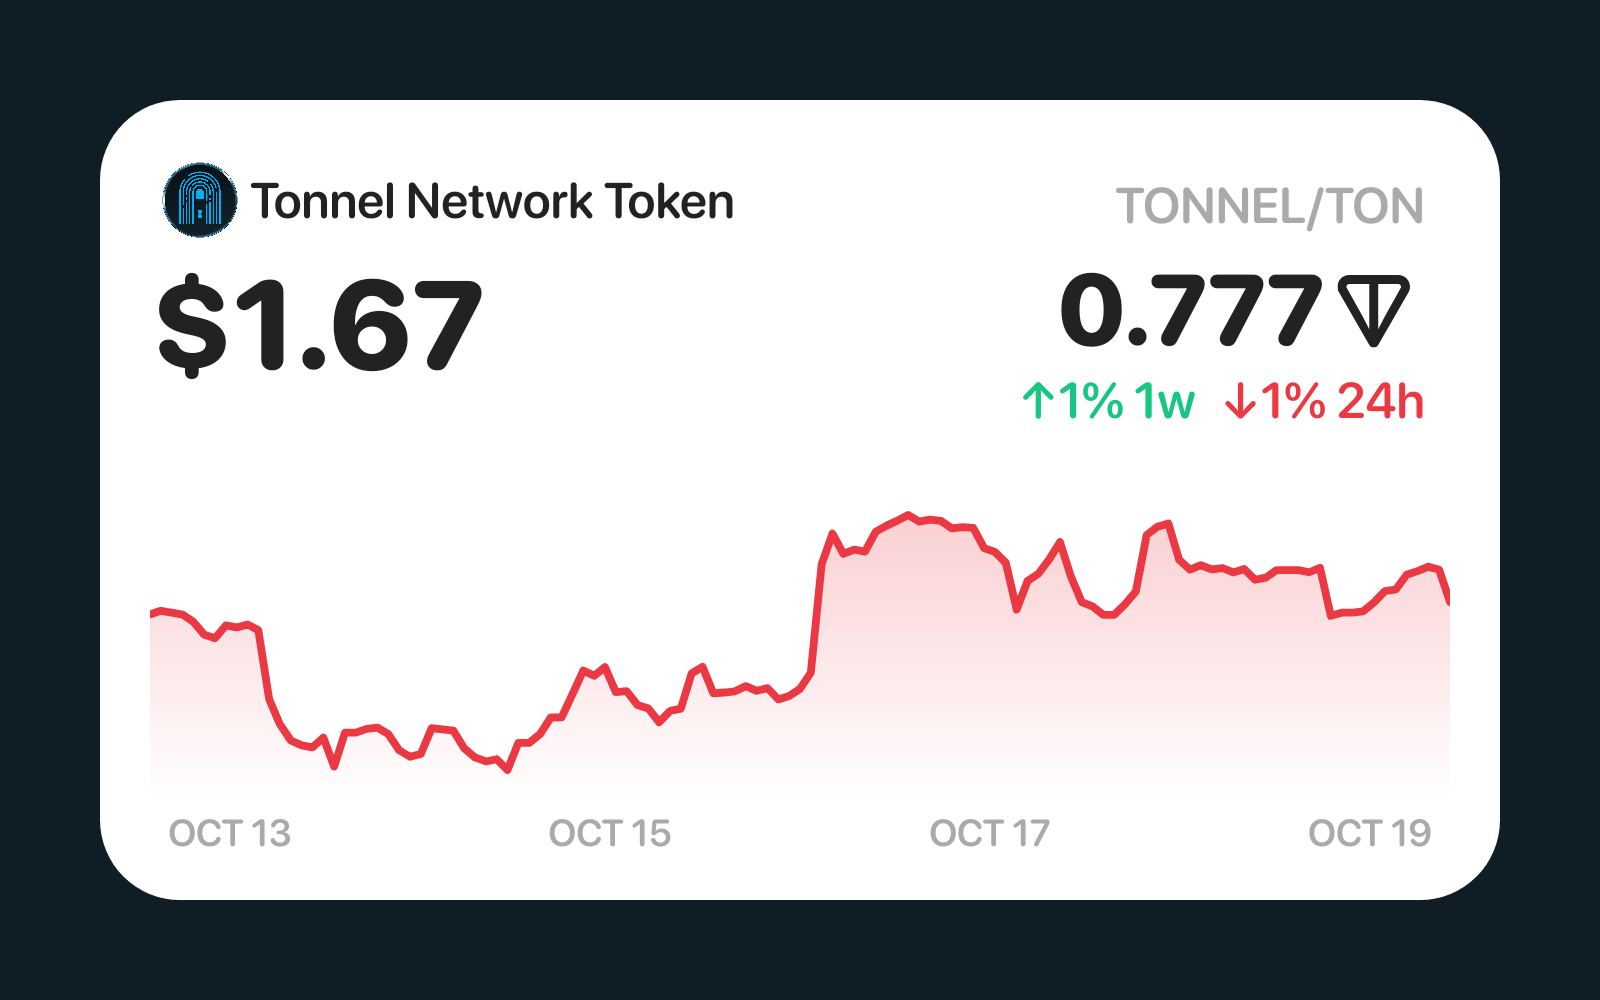 Tonnel Network Token
TONNEL/TON
$1.67
0.777
↑1% 1w ↓1% 24h
OCT 13 OCT 15 OCT 17 OCT 19